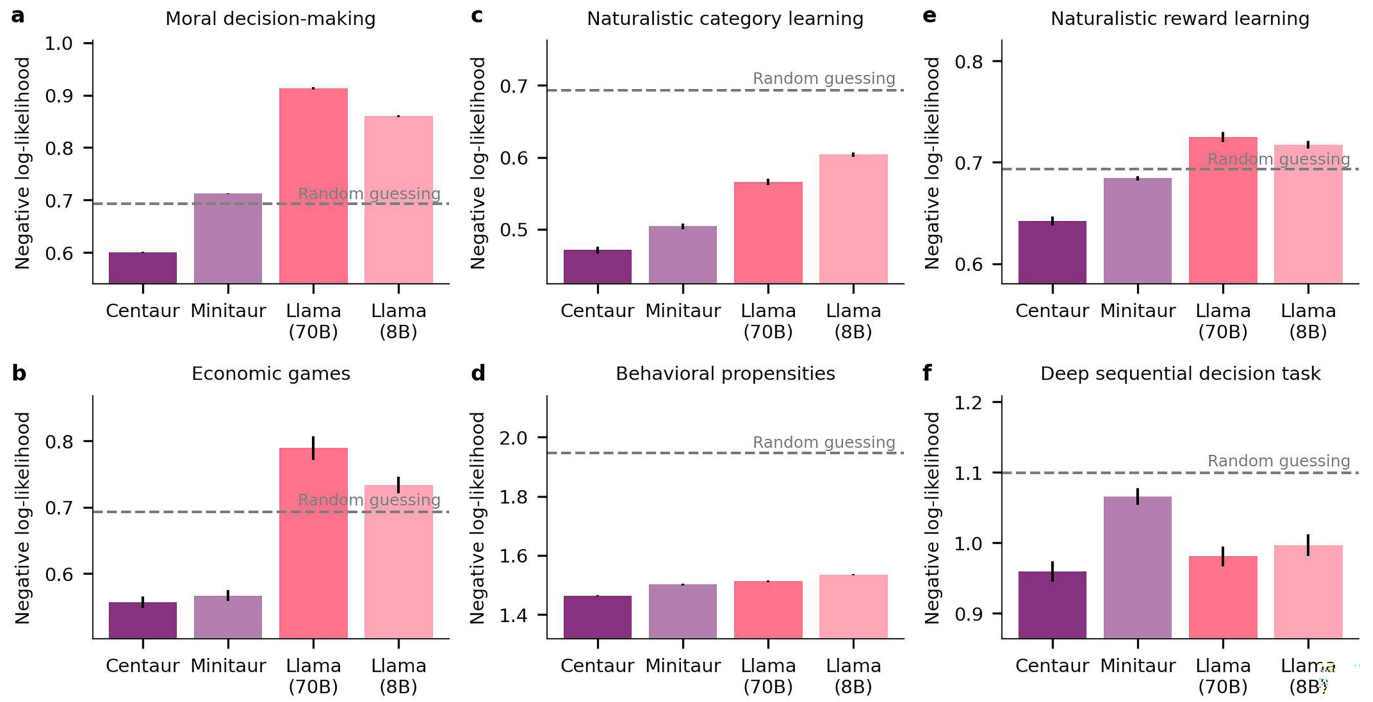 a
Moral decision-making
Negative log-likelihood
1.0
0.9
0.8
0.7
0.6
Random guessing
Centaur Minitaur Llama Llama
(70B) (8B)
c
Naturalistic category learning
Negative log-likelihood
0.7
0.6
0.5
Random guessing
Centaur Minitaur Llama Llama
(70B) (8B)
e
Naturalistic reward learning
Negative log-likelihood
0.8
0.7
0.6
Random guessing
Centaur Minitaur Llama Llama
(70B) (8B)
b
Economic games
Negative log-likelihood
0.8
0.7
0.6
Random guessing
Centaur Minitaur Llama Llama
(70B) (8B)
d
Behavioral propensities
Negative log-likelihood
2.0
1.8
1.6
1.4
Random guessing
Centaur Minitaur Llama Llama
(70B) (8B)
f
Deep sequential decision task
Negative log-likelihood
1.2
1.1
1.0
0.9
Random guessing
Centaur Minitaur Llama Llama
(70B) (8B)